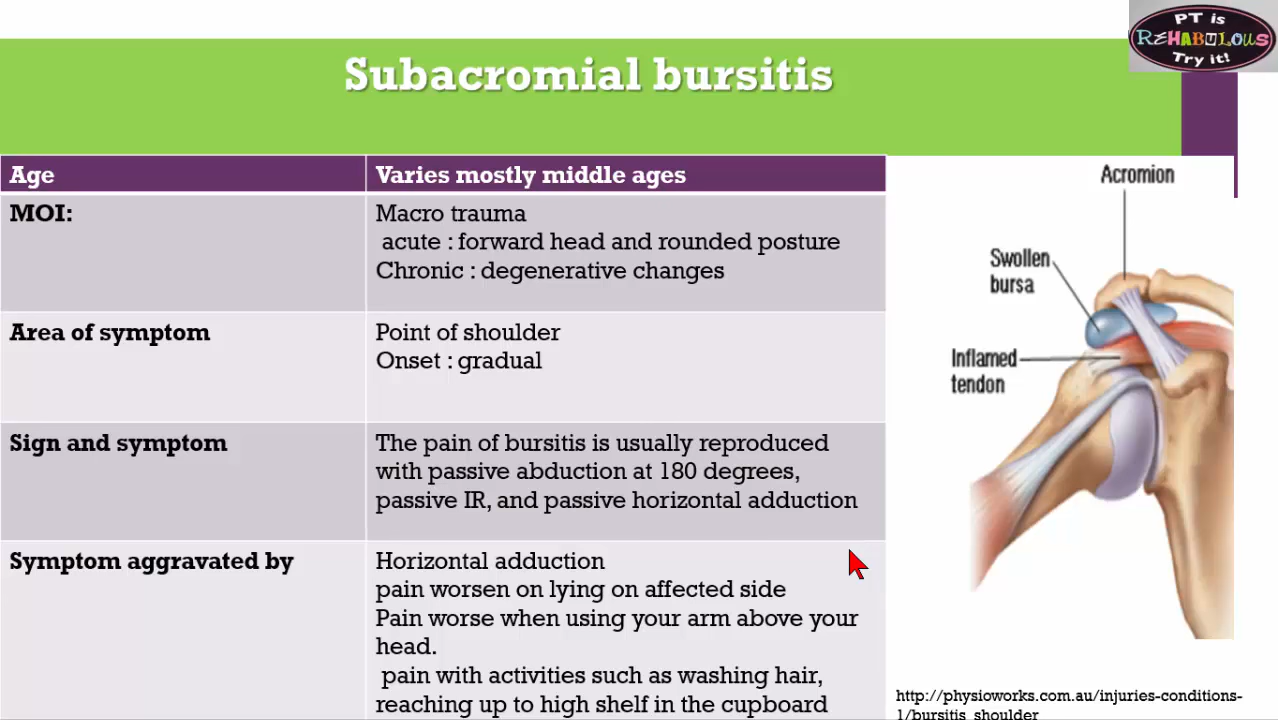 PT is
REHABULOUS
Try it!
Subacromial bursitis
Age
Varies mostly middle ages
MOI:
Macro trauma
acute : forward head and rounded posture
Chronic : degenerative changes
Area of symptom
Point of shoulder
Onset : gradual
Sign and symptom
The pain of bursitis is usually reproduced
with passive abduction at 180 degrees,
passive IR, and passive horizontal adduction
Symptom aggravated by
Horizontal adduction
pain worsen on lying on affected side
Pain worse when using your arm above your
head.
pain with activities such as washing hair,
reaching up to high shelf in the cupboard
Acromion
Swollen
bursa
Inflamed
tendon
http://physioworks.com.au/injuries-conditions-
1/bursitis_shoulder